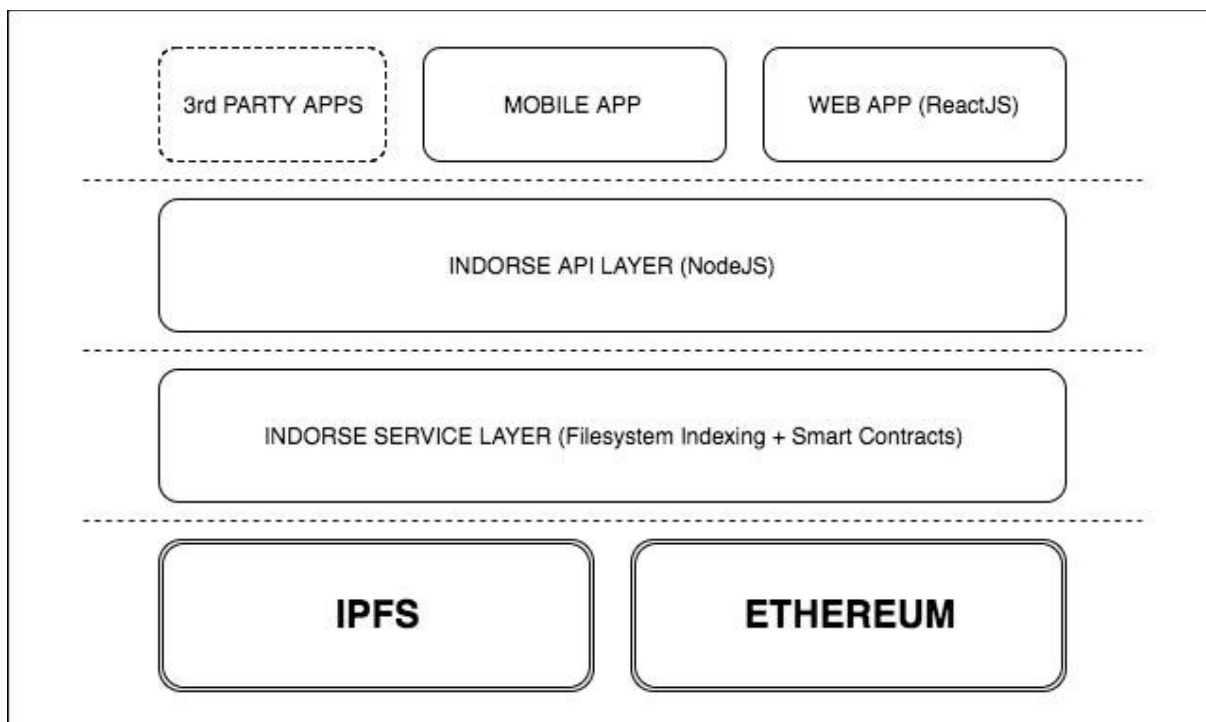 3rd PARTY APPS
MOBILE APP
WEB APP (ReactJS)
INDORSE API LAYER (NodeJS)
INDORSE SERVICE LAYER (Filesystem Indexing + Smart Contracts)
IPFS
ETHEREUM